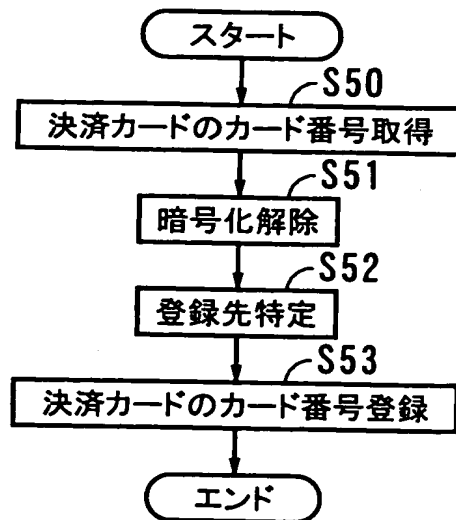 スタート
S50
決済カードのカード番号取得
S51
暗号化解除
S52
登録先特定
S53
決済カードのカード番号登録
エンド